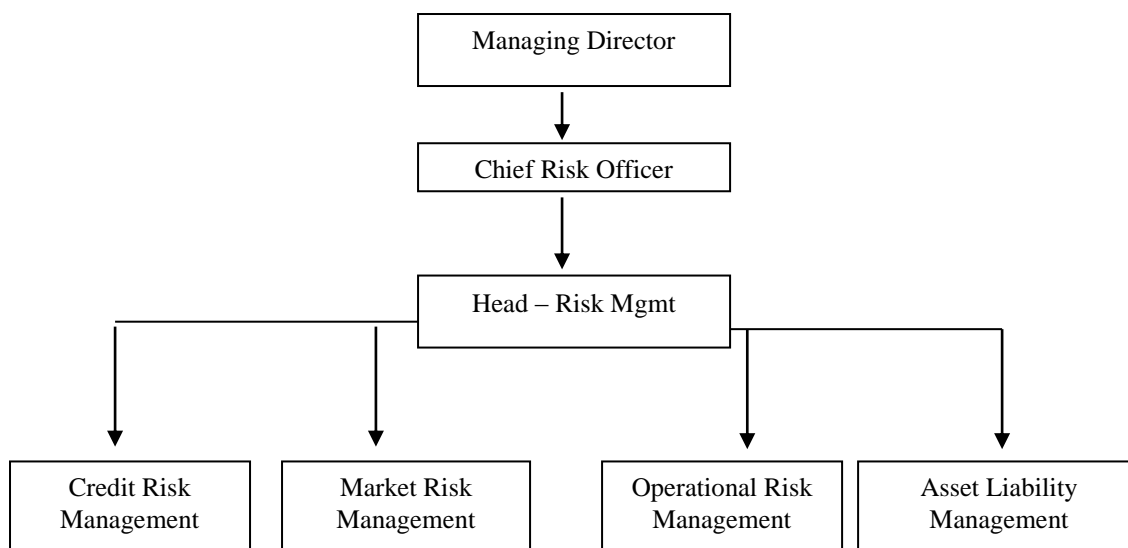 Managing Director
Chief Risk Officer
Head – Risk Mgmt
Credit Risk
Management
Market Risk
Management
Operational Risk
Management
Asset Liability
Management